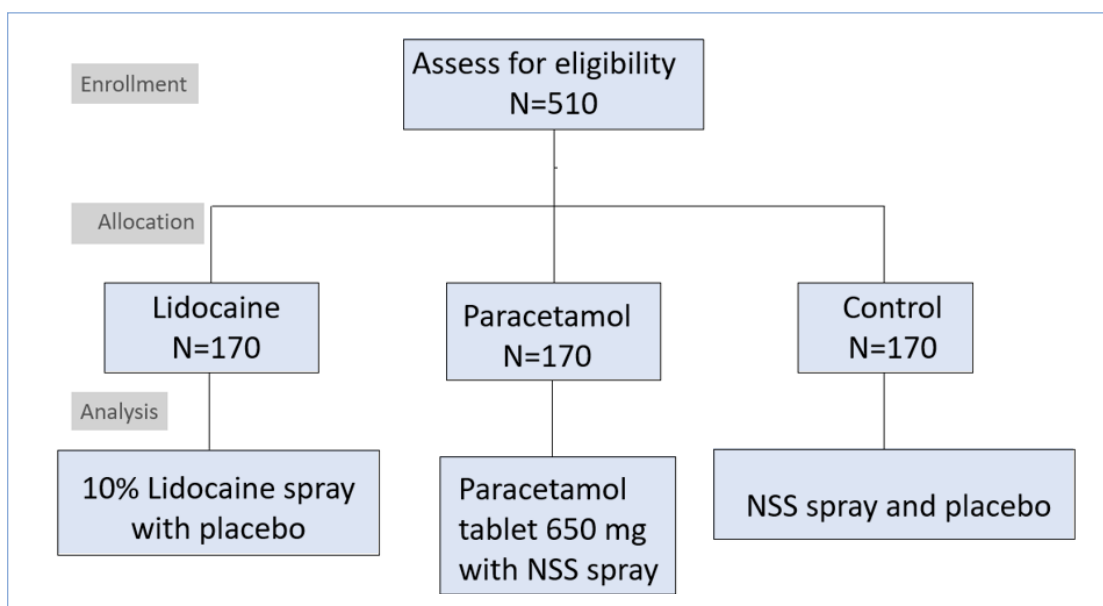 Assess for eligibility
N=510
Enrollment
Allocation
Lidocaine
N=170
Paracetamol
N=170
Control
N=170
Analysis
10% Lidocaine spray
with placebo
Paracetamol
tablet 650 mg
with NSS spray
NSS spray and placebo